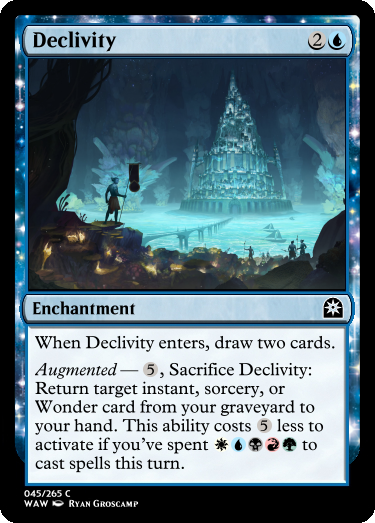 Declivity 2
Enchantment
When Declivity enters, draw two cards.
Augmented — 5, Sacrifice Declivity:
Return target instant, sorcery, or
Wonder card from your graveyard to
your hand. This ability costs 5 less to
activate if you've spent to
cast spells this turn.
045/265 C
WAW Ryan Groscamp